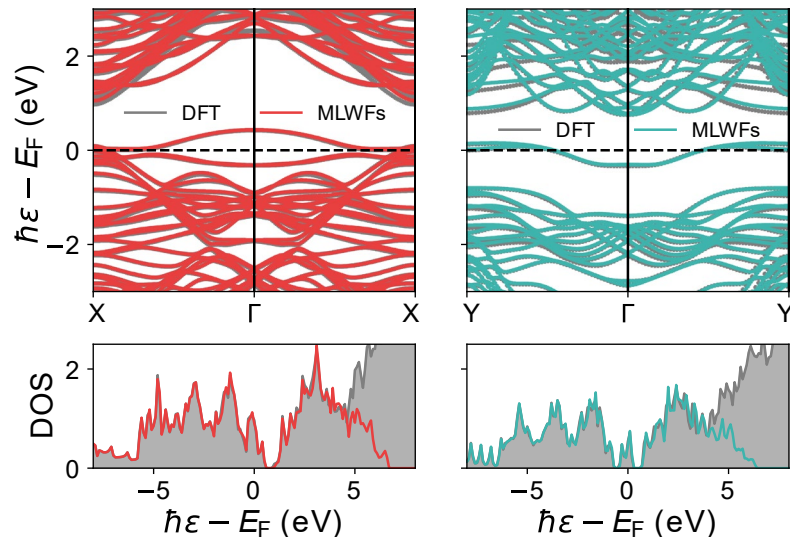 2
0
−2
ħε − E_F (eV)
DFT
MLWFs
X
Γ
X
DFT
MLWFs
Y
Γ
Y
2
0
DOS
−5
0
5
ħε − E_F (eV)
−5
0
5
ħε − E_F (eV)